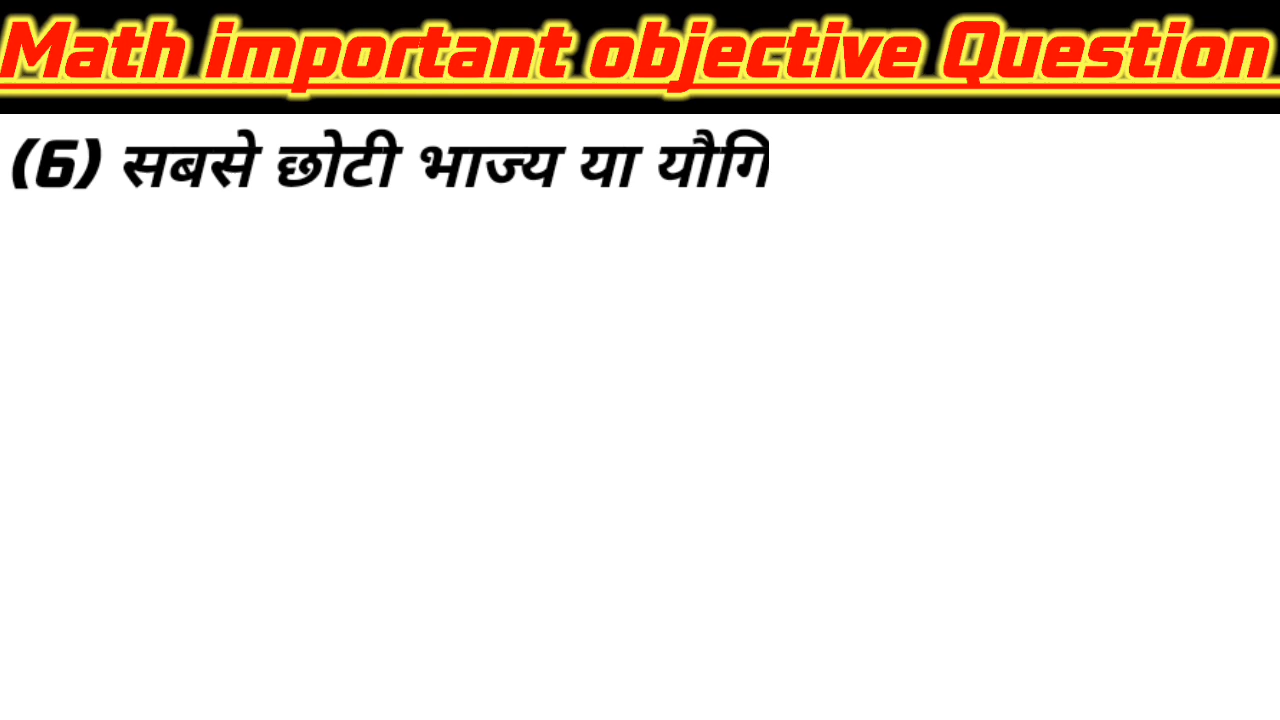 Math important objective Question
(6) सबसे छोटी भाज्य या यौगि